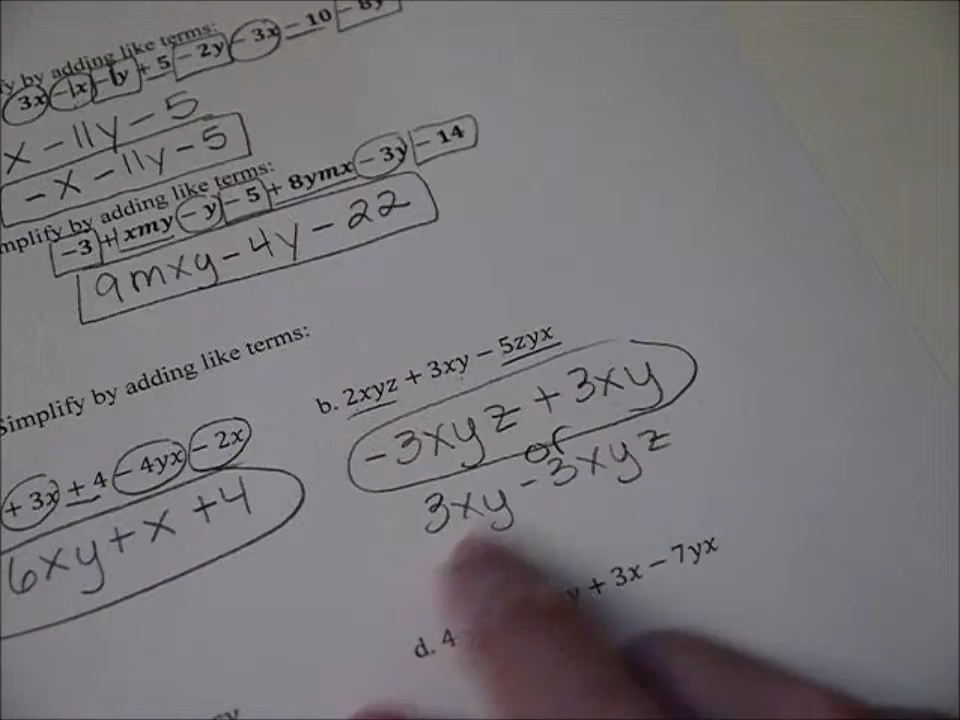 by adding like terms:
3x - 1x - 1y + 5 - 2y - 3x - 10 - 8y
x - 11y - 5
- x - 11y - 5
by adding like terms:
-3 + 1xmy - y - 5 + 8ymx - 3y - 14
9mxy - 4y - 22
Simplify by adding like terms:
+ 3x + 4 - 4yx - 2x
6xy + x + 4
b. 2xyz + 3xy - 5zyx
-3xyz + 3xy
or
3xy - 3xyz
d. 4 y + 3x - 7yx